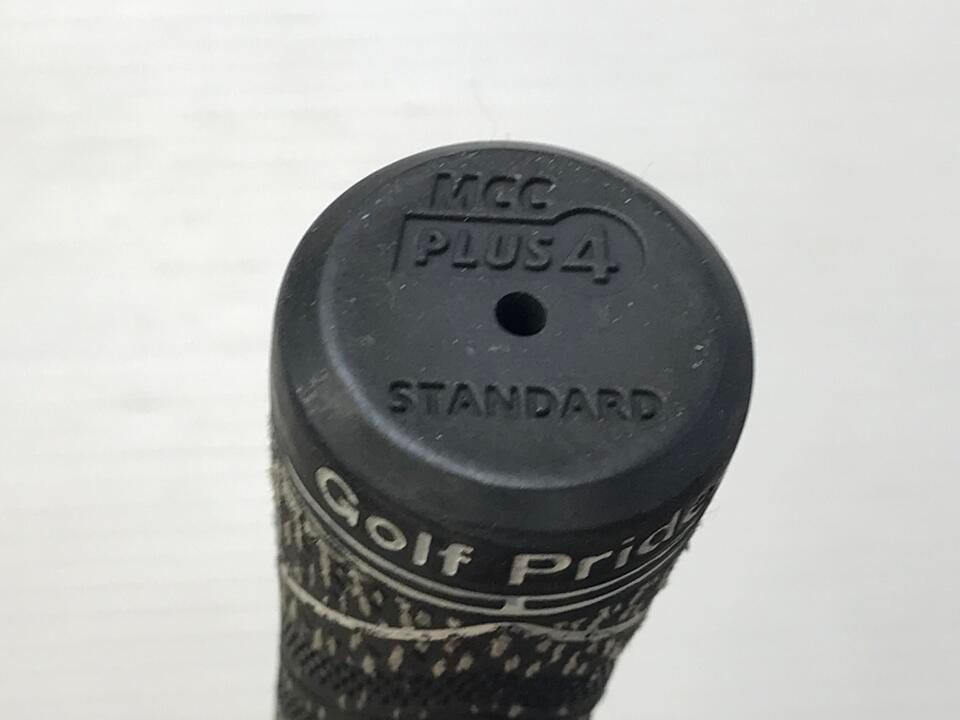 MCC
PLUS4
STANDARD
Golf Pride